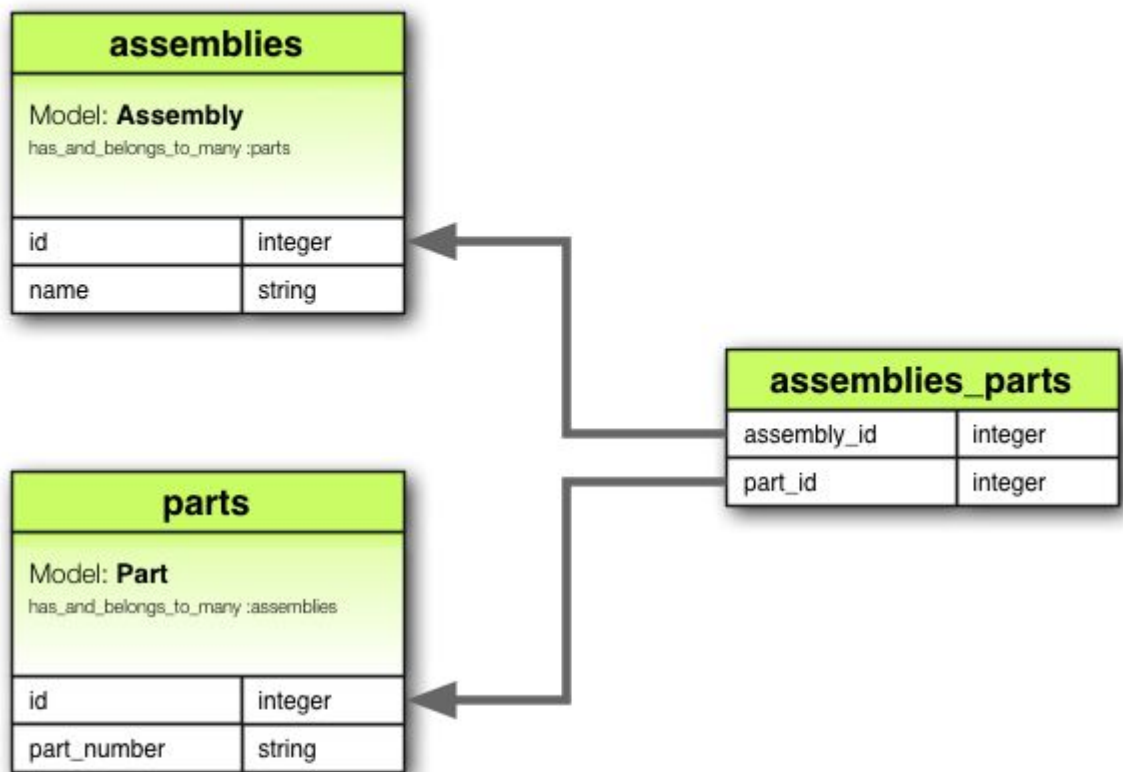 assemblies
Model: Assembly
has_and_belongs_to_many :parts
id integer
name string
assemblies_parts
assembly_id integer
part_id integer
parts
Model: Part
has_and_belongs_to_many :assemblies
id integer
part_number string